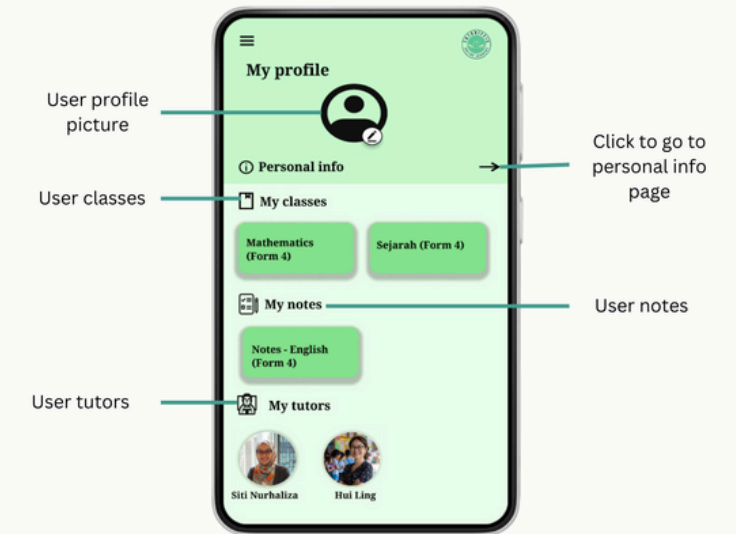 My profile
User profile
picture
Click to go to
personal info
page
Personal info
User classes
My classes
Mathematics
(Form 4)
Sejarah (Form 4)
My notes
User notes
Notes - English
(Form 4)
User tutors
My tutors
Siti Nurhaliza
Hui Ling